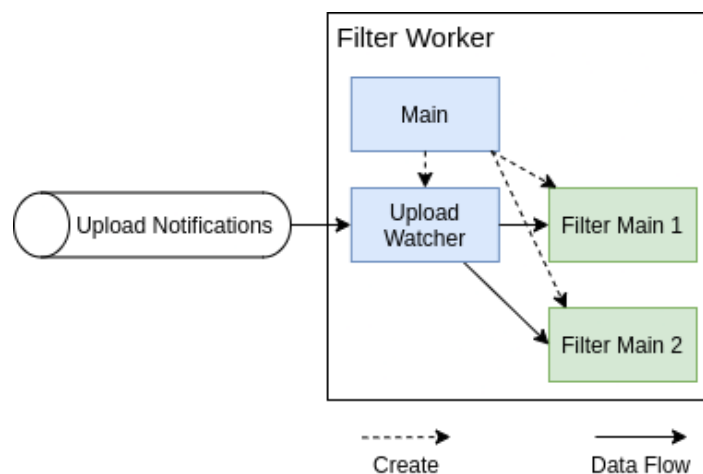 Filter Worker
Main
Upload Notifications
Upload
Watcher
Filter Main 1
Filter Main 2
Create
Data Flow